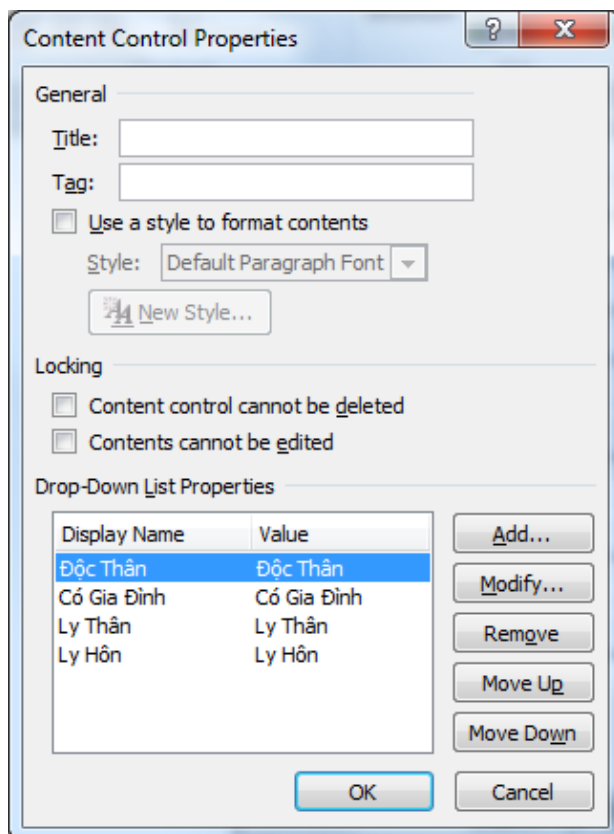 Content Control Properties
General
Title:
Tag:
Use a style to format contents
Style: Default Paragraph Font
New Style...
Locking
Content control cannot be deleted
Contents cannot be edited
Drop-Down List Properties
Display Name Value
Độc Thân Độc Thân
Có Gia Đình Có Gia Đình
Ly Thân Ly Thân
Ly Hôn Ly Hôn
Add...
Modify...
Remove
Move Up
Move Down
OK Cancel